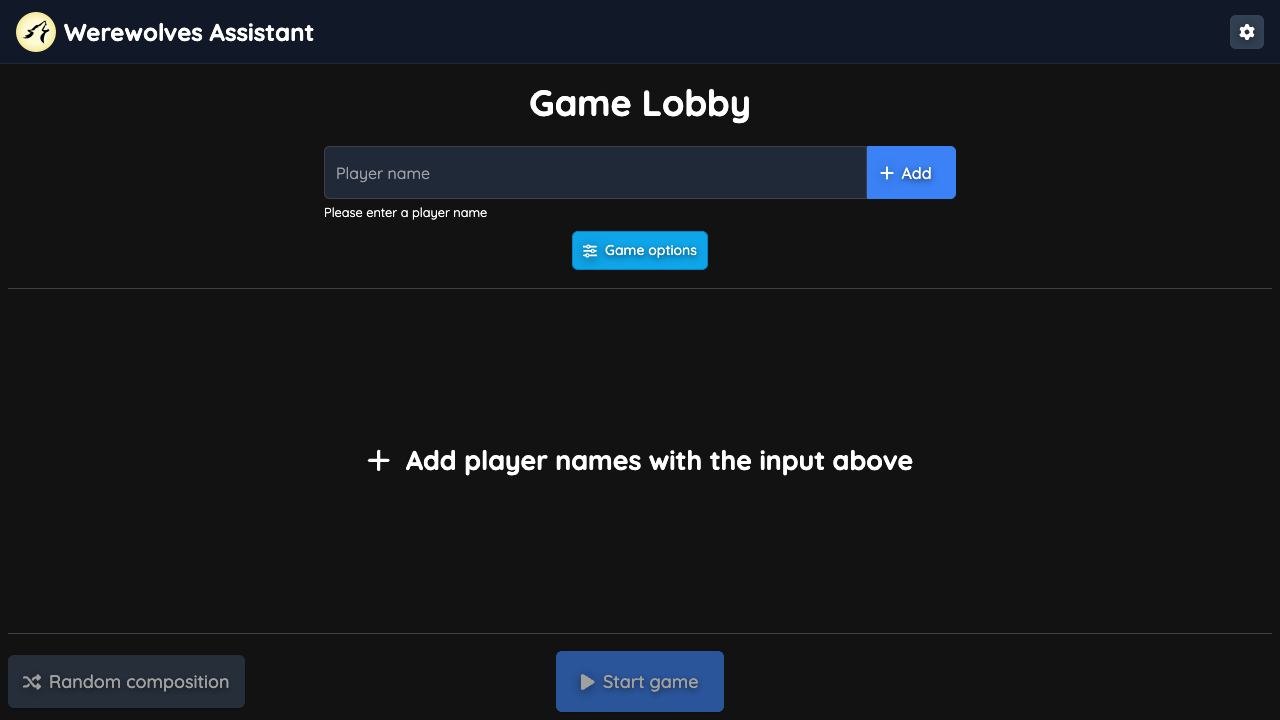 Werewolves Assistant
Game Lobby
Player name
Add
Please enter a player name
Game options
Add player names with the input above
Random composition
Start game